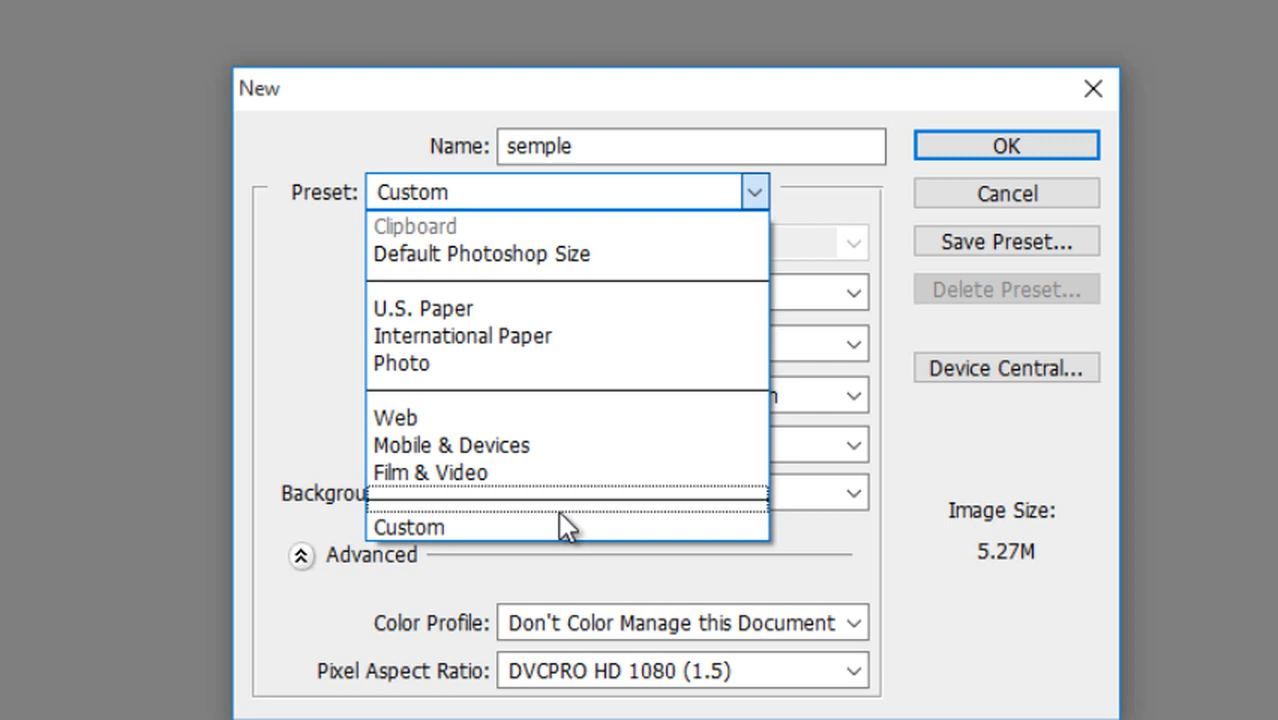 New
Name: semple
OK
Preset: Custom
Cancel
Clipboard
Default Photoshop Size
Save Preset...
Delete Preset...
U.S. Paper
International Paper
Photo
Device Central...
Web
Mobile & Devices
Film & Video
Backgrou
Custom
Image Size:
5.27M
Advanced
Color Profile: Don't Color Manage this Document
Pixel Aspect Ratio: DVCPRO HD 1080 (1.5)